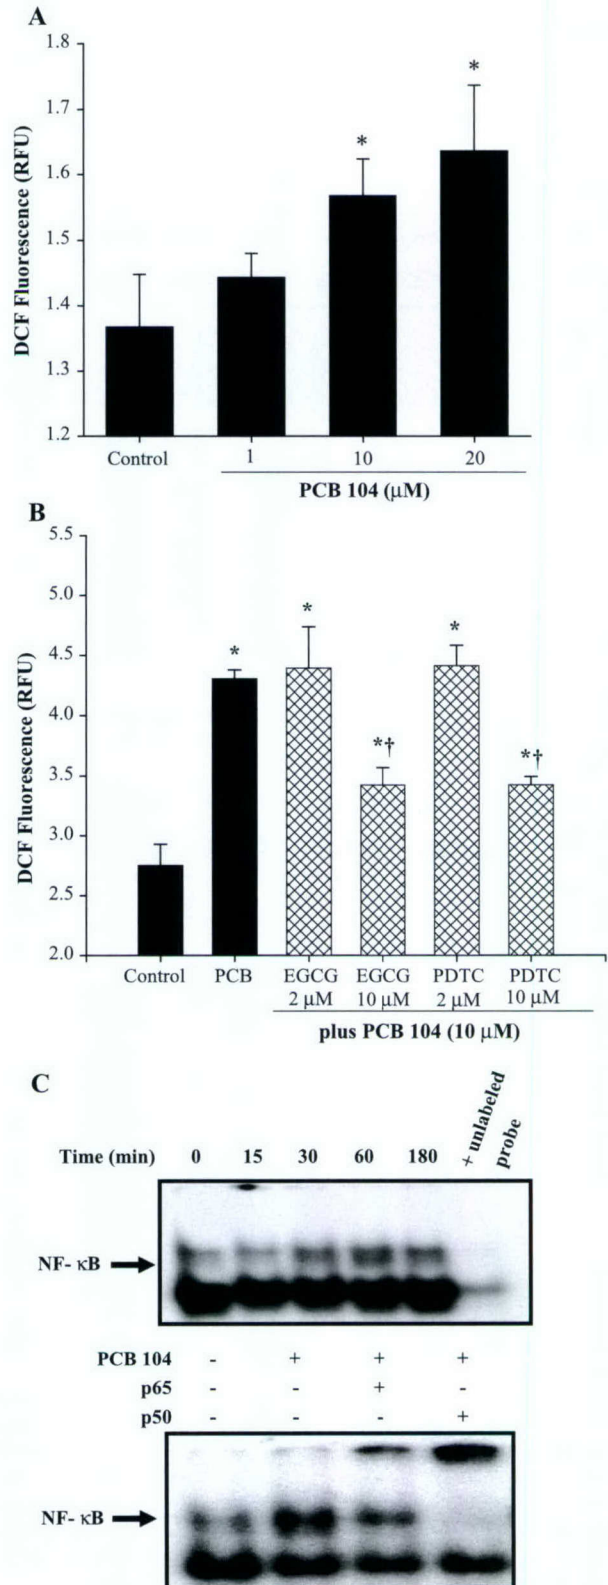 A
1.8
1.7
1.6
1.5
1.4
1.3
1.2
DCF Fluorescence (RFU)
*
*
Control 1 10 20
PCB 104 (μM)
B
5.5
5.0
4.5
4.0
3.5
3.0
2.5
2.0
DCF Fluorescence (RFU)
* * *† * *†
Control PCB EGCG EGCG PDTC PDTC
2 μM 10 μM 2 μM 10 μM
plus PCB 104 (10 μM)
C
+ unlabeled
probe
Time (min) 0 15 30 60 180
NF- κB
PCB 104 - + + +
p65 - - + -
p50 - - - +
NF- κB